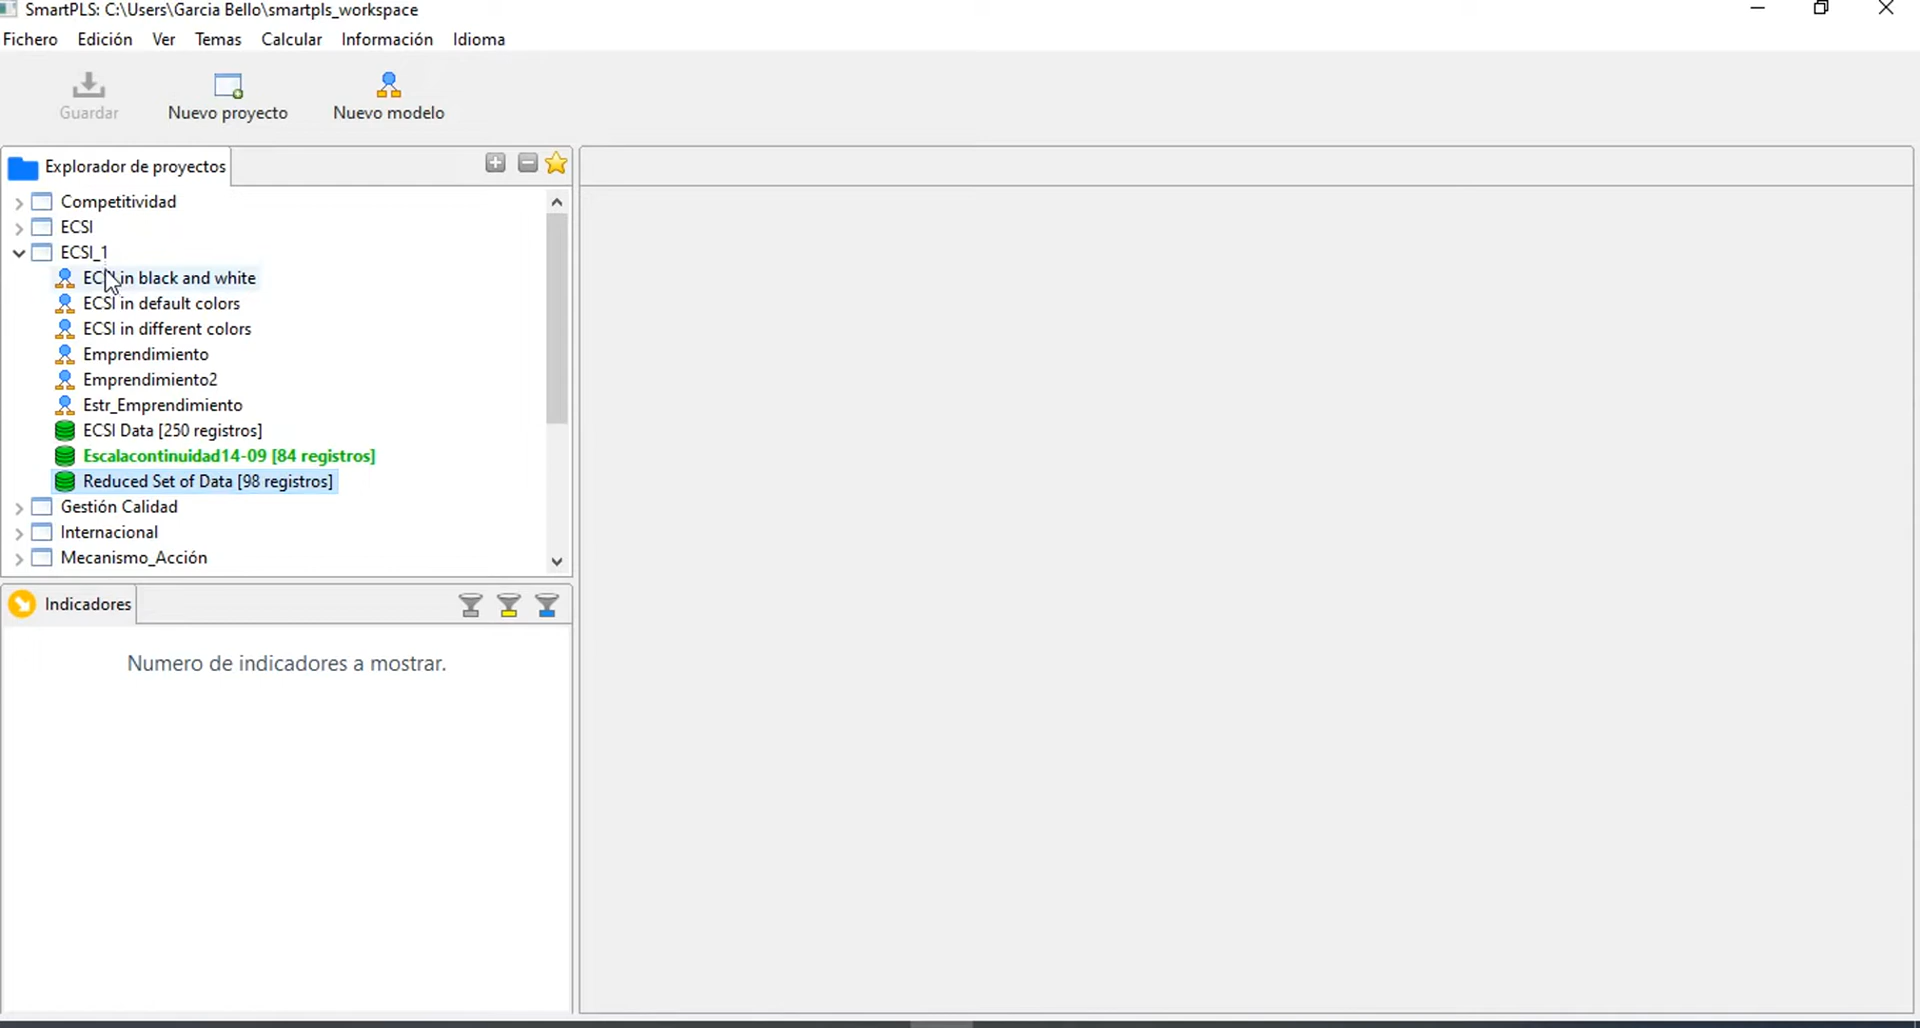 SmartPLS: C:\Users\Garcia Bello\smartpls_workspace
Fichero Edición Ver Temas Calcular Información Idioma
Guardar Nuevo proyecto Nuevo modelo
Explorador de proyectos
Competitividad
ECSI
ECSI_1
ECSI in black and white
ECSI in default colors
ECSI in different colors
Emprendimiento
Emprendimiento2
Estr_Emprendimiento
ECSI Data [250 registros]
Escalacontinuidad14-09 [84 registros]
Reduced Set of Data [98 registros]
Gestión Calidad
Internacional
Mecanismo_Acción
Indicadores
Numero de indicadores a mostrar.